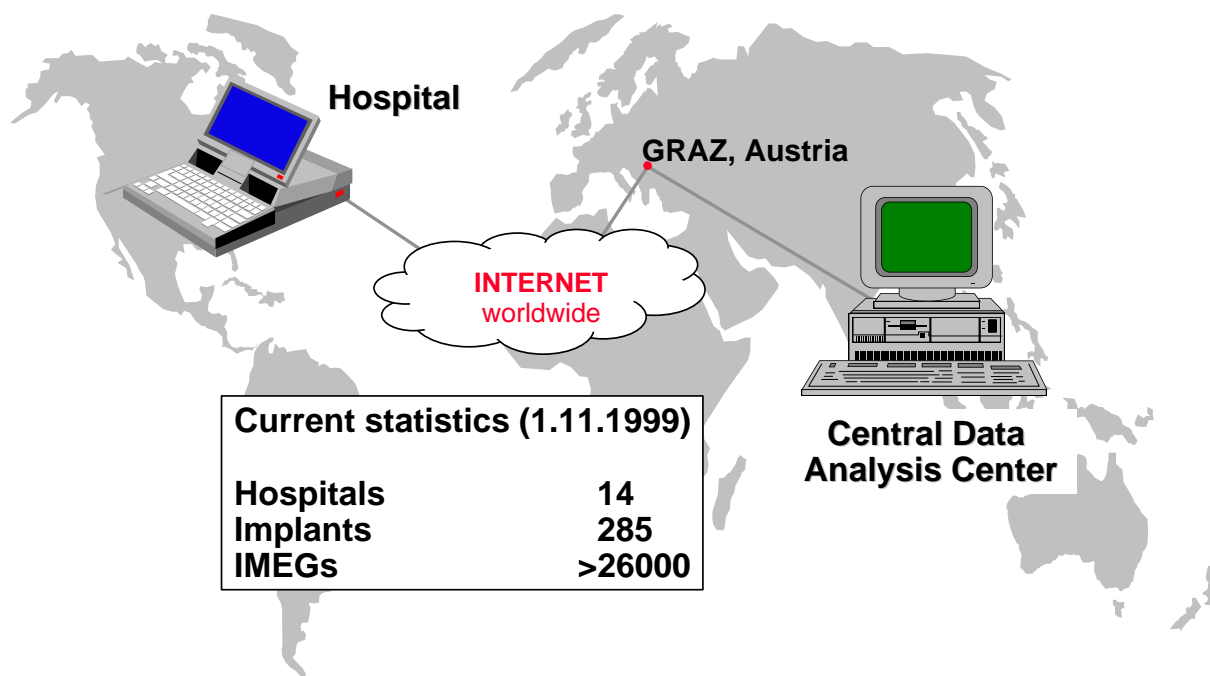 Hospital
GRAZ, Austria
INTERNET
worldwide
Current statistics (1.11.1999)
Hospitals 14
Implants 285
IMEGs >26000
Central Data
Analysis Center